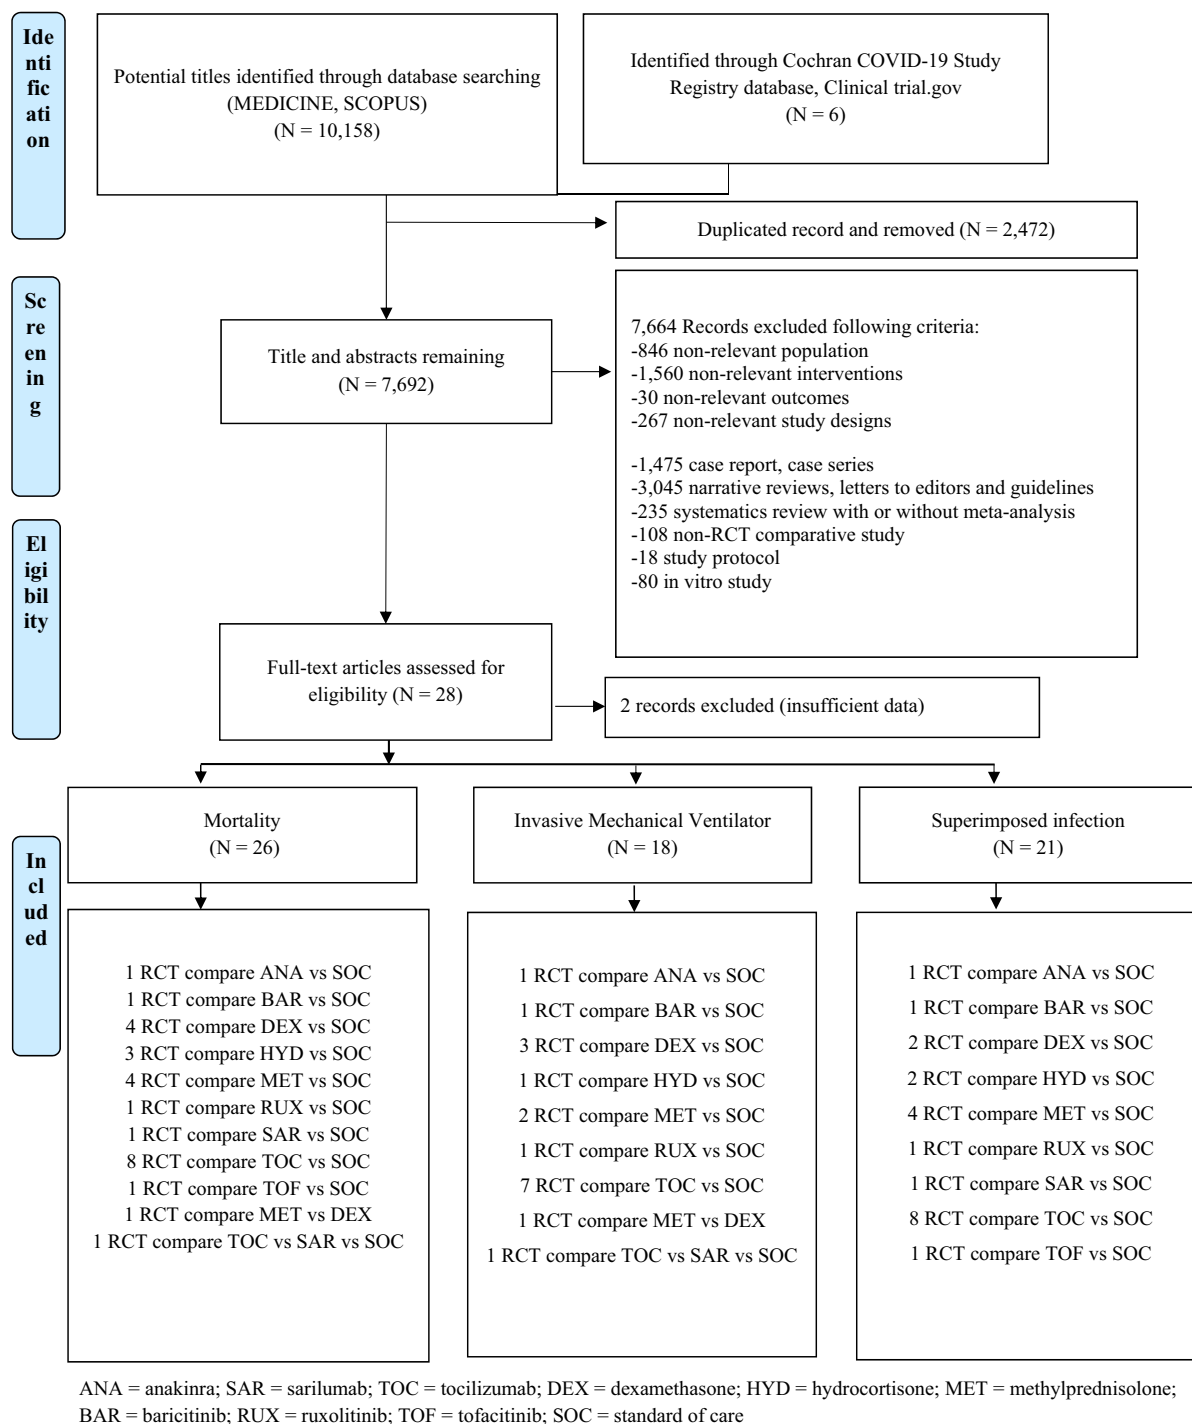 Ide
nti
fic
ati
on
Potential titles identified through database searching
(MEDICINE, SCOPUS)
(N = 10,158)
Identified through Cochran COVID-19 Study
Registry database, Clinical trial.gov
(N = 6)
Duplicated record and removed (N = 2,472)
Sc
re
en
in
g
Title and abstracts remaining
(N = 7,692)
7,664 Records excluded following criteria:
-846 non-relevant population
-1,560 non-relevant interventions
-30 non-relevant outcomes
-267 non-relevant study designs
-1,475 case report, case series
-3,045 narrative reviews, letters to editors and guidelines
-235 systematics review with or without meta-analysis
-108 non-RCT comparative study
-18 study protocol
-80 in vitro study
El
igi
bil
ity
Full-text articles assessed for
eligibility (N = 28)
2 records excluded (insufficient data)
In
cl
ud
ed
Mortality
(N = 26)
Invasive Mechanical Ventilator
(N = 18)
Superimposed infection
(N = 21)
1 RCT compare ANA vs SOC
1 RCT compare BAR vs SOC
4 RCT compare DEX vs SOC
3 RCT compare HYD vs SOC
4 RCT compare MET vs SOC
1 RCT compare RUX vs SOC
1 RCT compare SAR vs SOC
8 RCT compare TOC vs SOC
1 RCT compare TOF vs SOC
1 RCT compare MET vs DEX
1 RCT compare TOC vs SAR vs SOC
1 RCT compare ANA vs SOC
1 RCT compare BAR vs SOC
3 RCT compare DEX vs SOC
1 RCT compare HYD vs SOC
2 RCT compare MET vs SOC
1 RCT compare RUX vs SOC
7 RCT compare TOC vs SOC
1 RCT compare MET vs DEX
1 RCT compare TOC vs SAR vs SOC
1 RCT compare ANA vs SOC
1 RCT compare BAR vs SOC
2 RCT compare DEX vs SOC
2 RCT compare HYD vs SOC
4 RCT compare MET vs SOC
1 RCT compare RUX vs SOC
1 RCT compare SAR vs SOC
8 RCT compare TOC vs SOC
1 RCT compare TOF vs SOC
ANA = anakinra; SAR = sarilumab; TOC = tocilizumab; DEX = dexamethasone; HYD = hydrocortisone; MET = methylprednisolone;
BAR = baricitinib; RUX = ruxolitinib; TOF = tofacitinib; SOC = standard of care